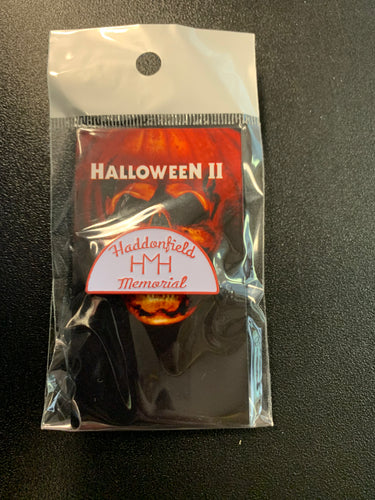 HALLOWEEN II
Haddonfield
HMH
Memorial